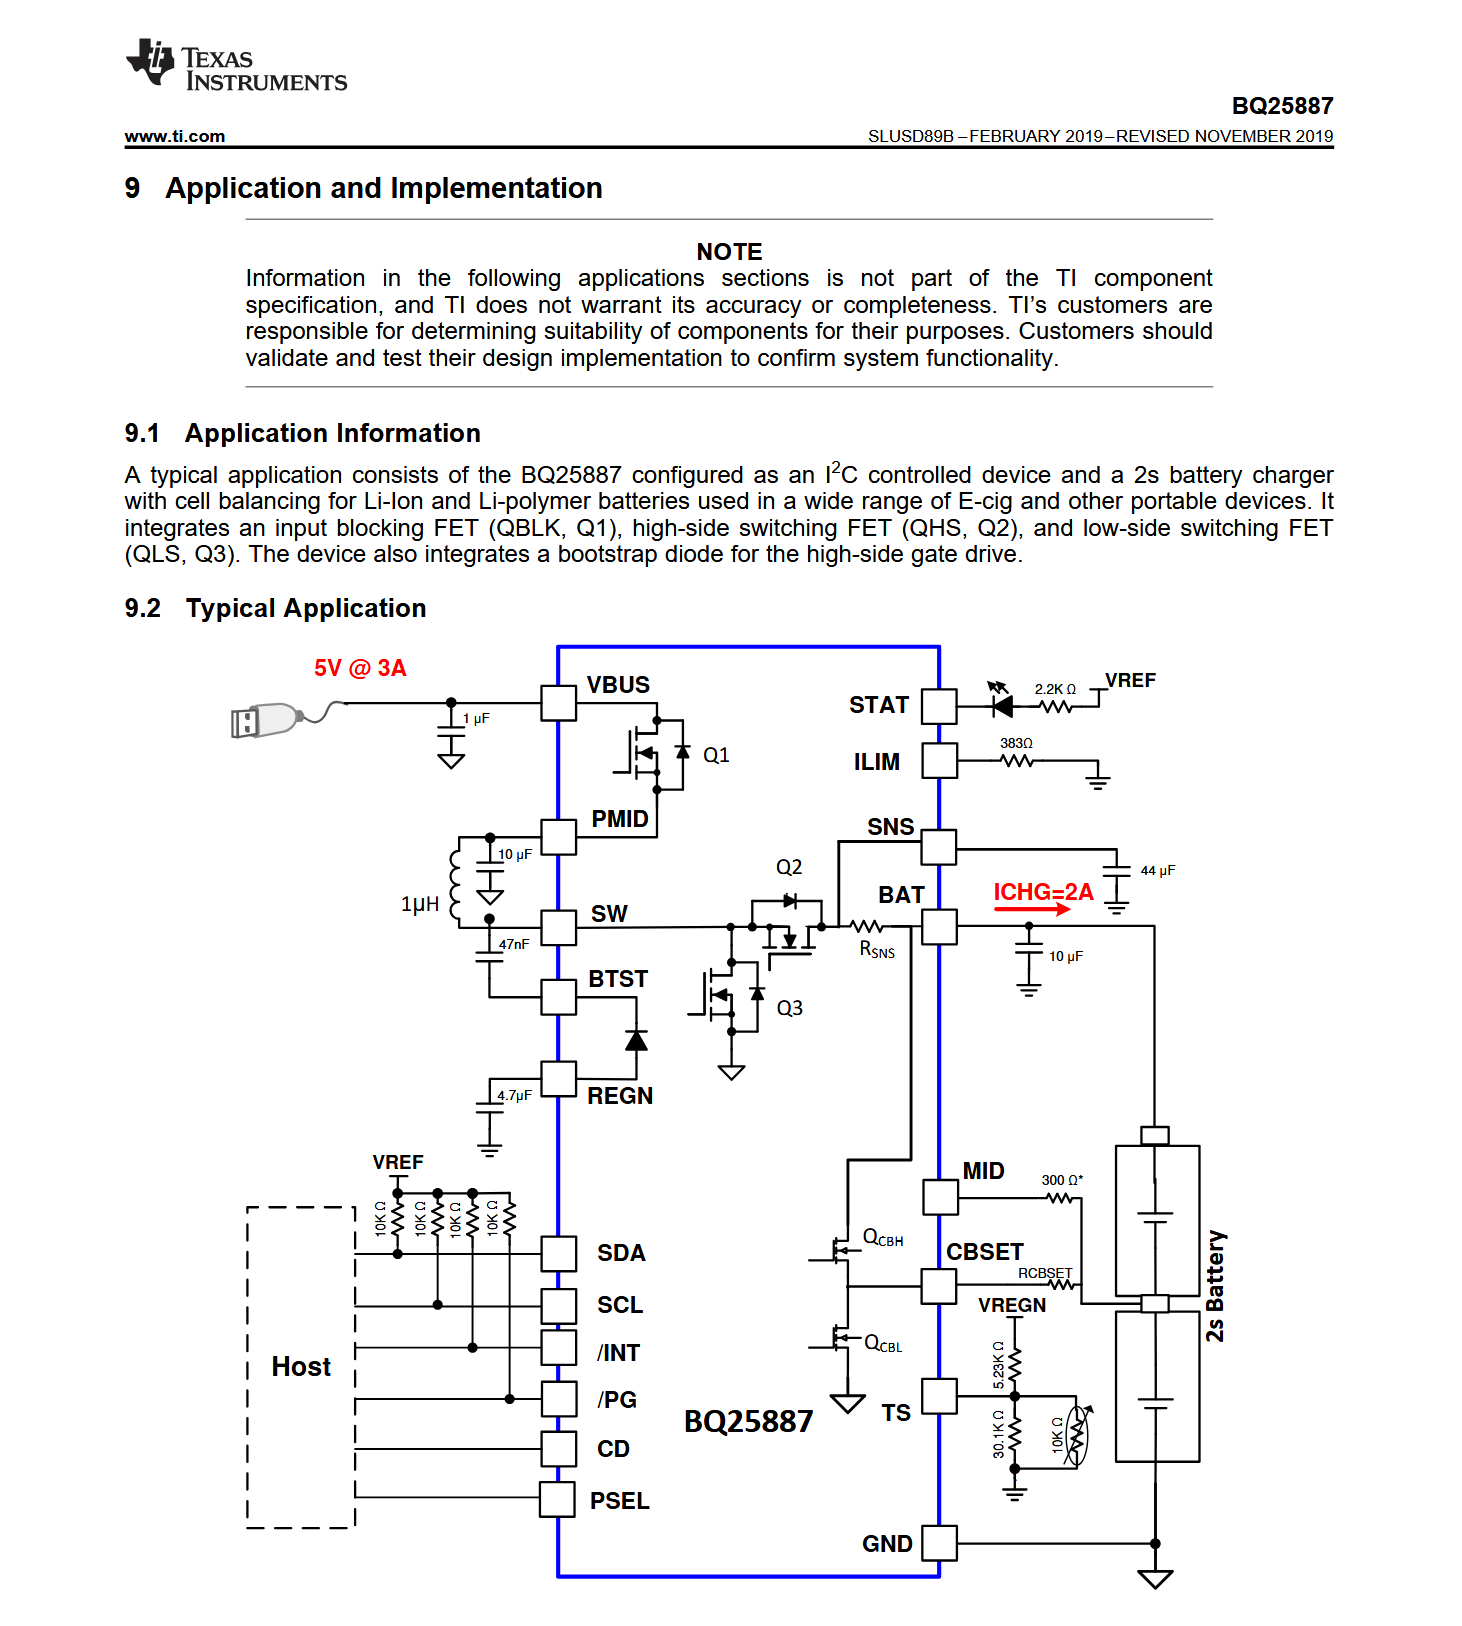 TEXAS
INSTRUMENTS
BQ25887
www.ti.com
SLUSD89B – FEBRUARY 2019 – REVISED NOVEMBER 2019
9 Application and Implementation
NOTE
Information in the following applications sections is not part of the TI component
specification, and TI does not warrant its accuracy or completeness. TI's customers are
responsible for determining suitability of components for their purposes. Customers should
validate and test their design implementation to confirm system functionality.
9.1 Application Information
A typical application consists of the BQ25887 configured as an I2C controlled device and a 2s battery charger
with cell balancing for Li-Ion and Li-polymer batteries used in a wide range of E-cig and other portable devices. It
integrates an input blocking FET (QBLK, Q1), high-side switching FET (QHS, Q2), and low-side switching FET
(QLS, Q3). The device also integrates a bootstrap diode for the high-side gate drive.
9.2 Typical Application
5V @ 3A
VBUS
1 µF
Q1
STAT
2.2K Ω
VREF
ILIM
383Ω
PMID
10 µF
1µH
SW
47nF
BTST
REGN
4.7µF
Q2
Q3
RSNS
SNS
44 µF
BAT
ICHG=2A
10 µF
VREF
10K Ω
10K Ω
10K Ω
10K Ω
Host
SDA
SCL
/INT
/PG
CD
PSEL
MID
300 Ω*
QCBH
CBSET
RCBSET
VREGN
QCBL
5.23K Ω
TS
30.1K Ω
10K Ω
BQ25887
2s Battery
GND